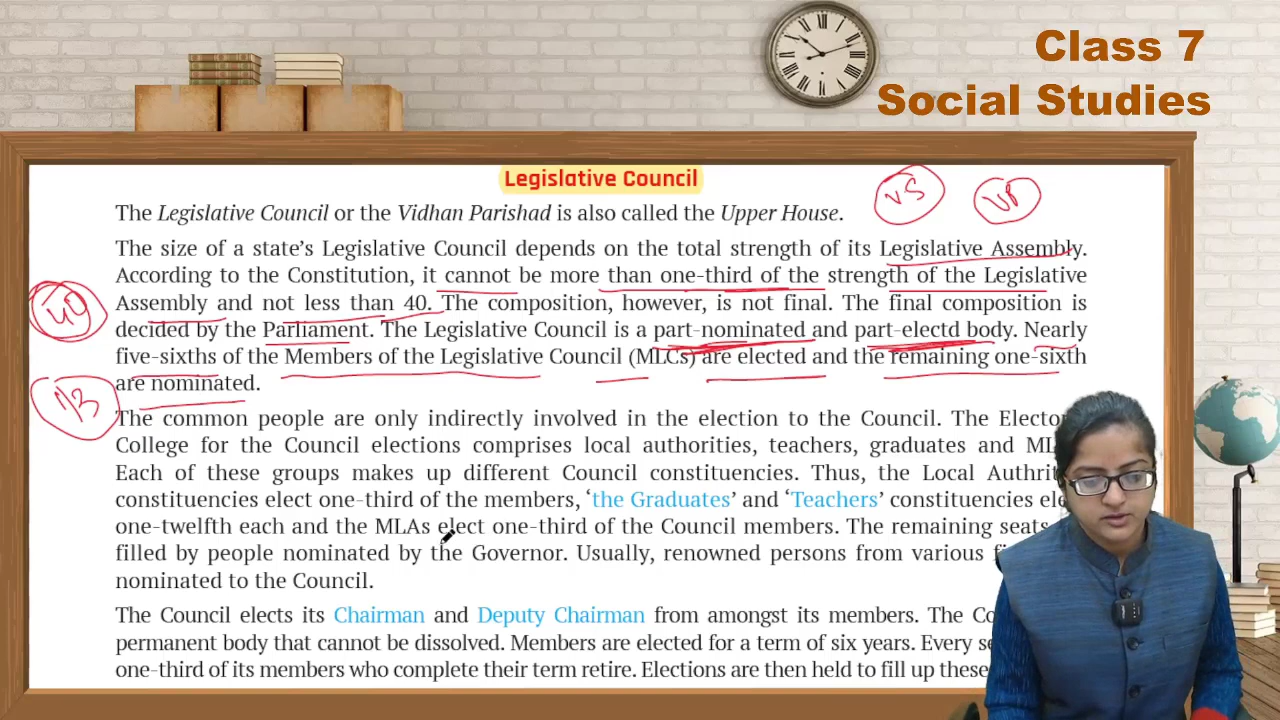 Class 7
Social Studies
Legislative Council
VS
VP
The Legislative Council or the Vidhan Parishad is also called the Upper House.
The size of a state's Legislative Council depends on the total strength of its Legislative Assembly.
According to the Constitution, it cannot be more than one-third of the strength of the Legislative
Assembly and not less than 40. The composition, however, is not final. The final composition is
40
decided by the Parliament. The Legislative Council is a part-nominated and part-electd body. Nearly
five-sixths of the Members of the Legislative Council (MLCs) are elected and the remaining one-sixth
are nominated.
1/3
The common people are only indirectly involved in the election to the Council. The Elector
College for the Council elections comprises local authorities, teachers, graduates and
Each of these groups makes up different Council constituencies. Thus, the Local Authrit
constituencies elect one-third of the members, 'the Graduates' and 'Teachers' constituencies ele
one-twelfth each and the MLAs elect one-third of the Council members. The remaining seats
filled by people nominated by the Governor. Usually, renowned persons from various
nominated to the Council.
The Council elects its Chairman and Deputy Chairman from amongst its members. The Co
permanent body that cannot be dissolved. Members are elected for a term of six years. Every se
one-third of its members who complete their term retire. Elections are then held to fill up these